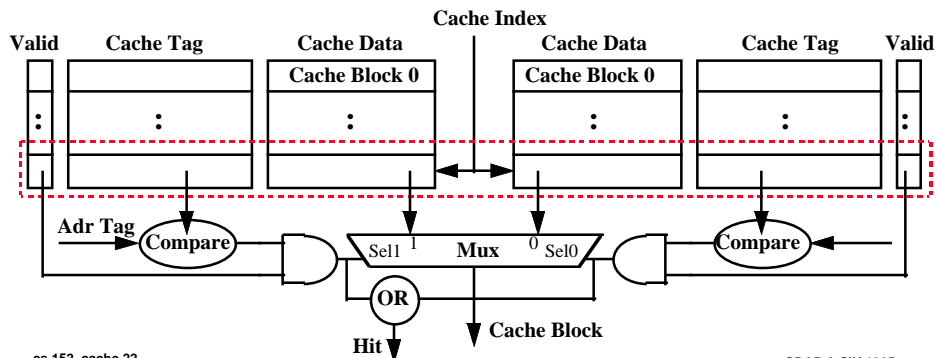 Cache Index
Valid Cache Tag Cache Data Cache Data Cache Tag Valid
Cache Block 0 Cache Block 0
: : : : : :
Adr Tag
Compare Sel1 1 Mux 0 Sel0 Compare
OR
Cache Block
Hit